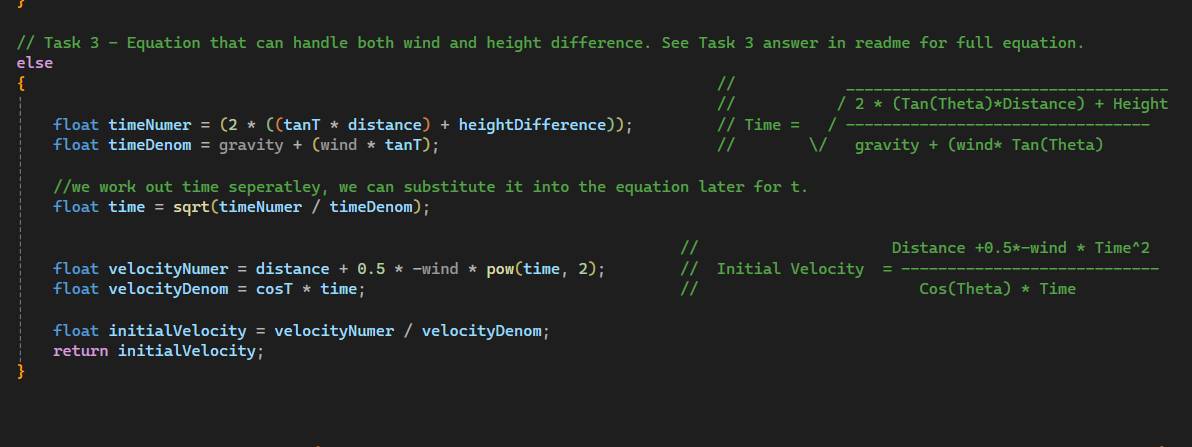 }
// Task 3 - Equation that can handle both wind and height difference. See Task 3 answer in readme for full equation.
else
{ // __________________________________
// / 2 * (Tan(Theta)*Distance) + Height
float timeNumer = (2 * ((tanT * distance) + heightDifference)); // Time = / ---------------------------------
float timeDenom = gravity + (wind * tanT); // \/ gravity + (wind* Tan(Theta)
//we work out time seperatley, we can substitute it into the equation later for t.
float time = sqrt(timeNumer / timeDenom);
// Distance +0.5*-wind * Time^2
float velocityNumer = distance + 0.5 * -wind * pow(time, 2); // Initial Velocity = ----------------------------
float velocityDenom = cosT * time; // Cos(Theta) * Time
float initialVelocity = velocityNumer / velocityDenom;
return initialVelocity;
}